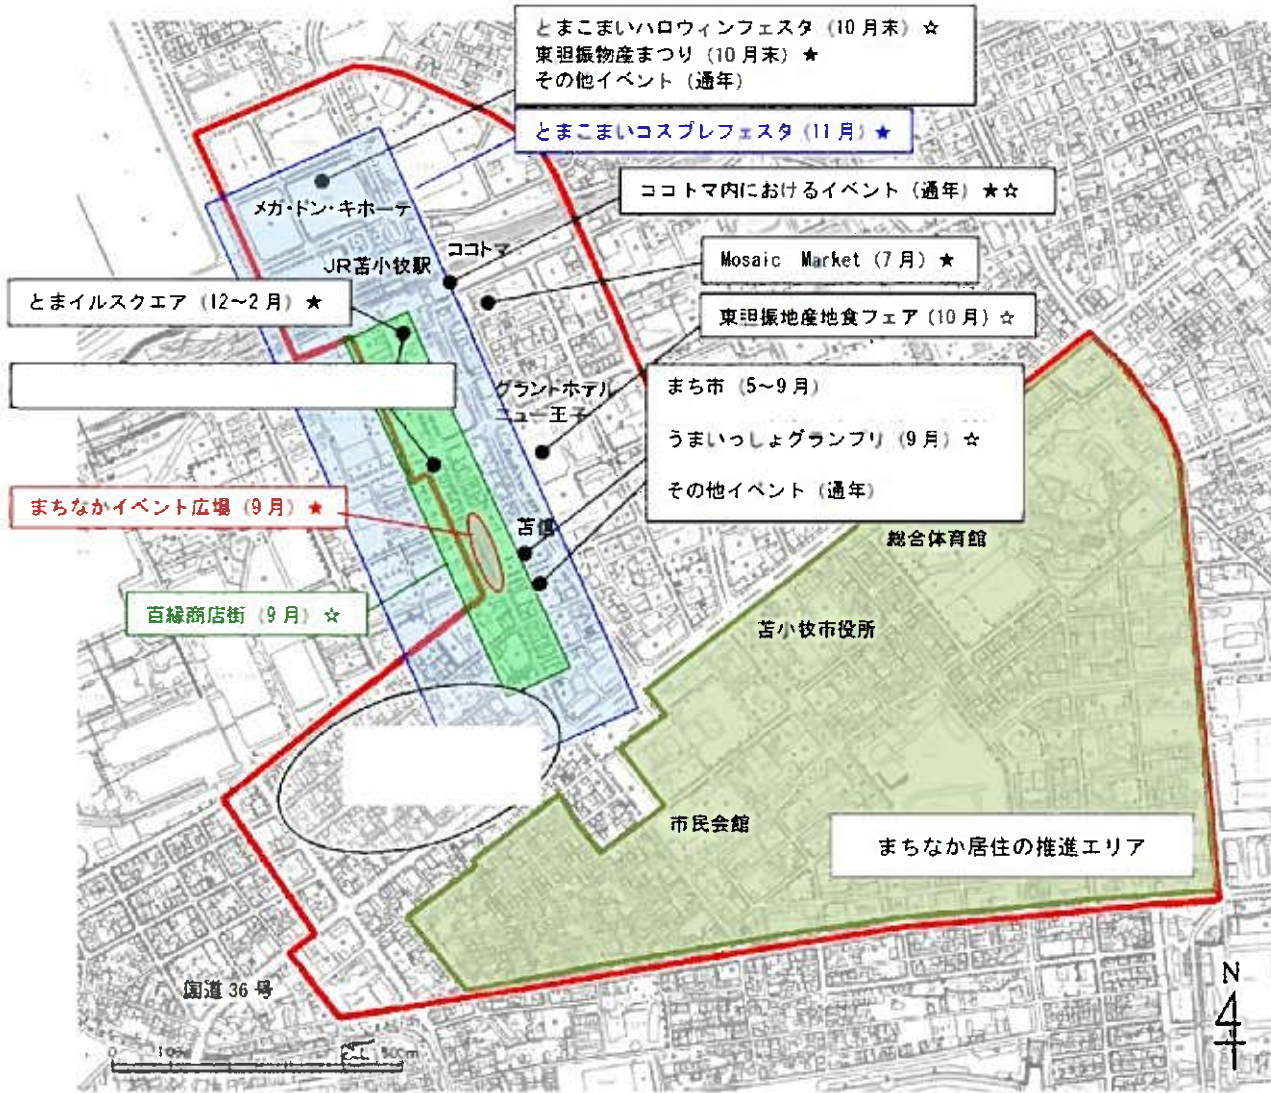 とまこまいハロウィンフェスタ（10月末）☆
東胆振物産まつり（10月末）★
その他イベント（通年）
とまこまいコスプレフェスタ（11月）★
ココトマ内におけるイベント（通年）★☆
メガ・ドン・キホーテ
ココトマ
JR苫小牧駅
Mosaic Market（7月）★
とまイルスクエア（12～2月）★
東胆振地産地食フェア（10月）☆
グランドホテル
ニュー王子
まち市（5～9月）
うまいっしょグランプリ（9月）☆
その他イベント（通年）
まちなかイベント広場（9月）★
苫信
総合体育館
百縁商店街（9月）☆
苫小牧市役所
市民会館
まちなか居住の推進エリア
国道36号
N